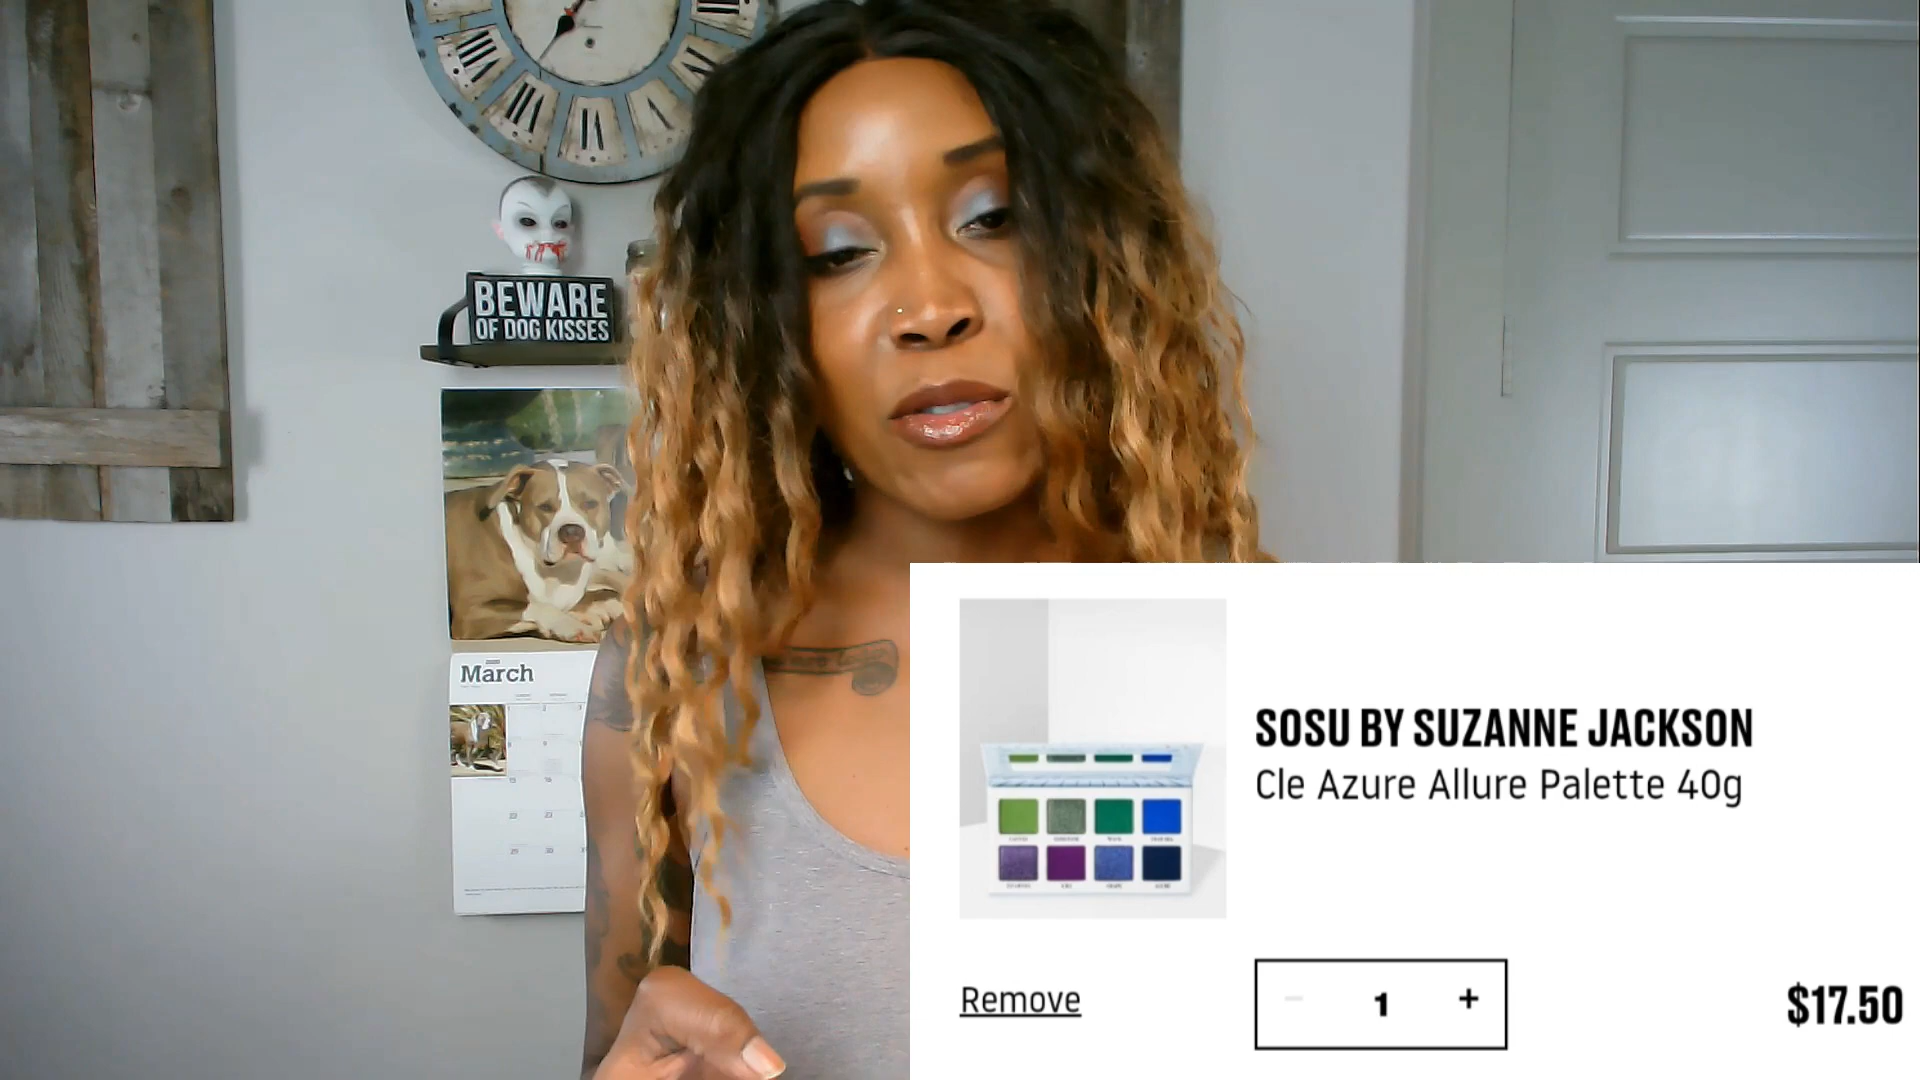 BEWARE
OF DOG KISSES
March
SOSU BY SUZANNE JACKSON
Cle Azure Allure Palette 40g
Remove
1
+
$17.50